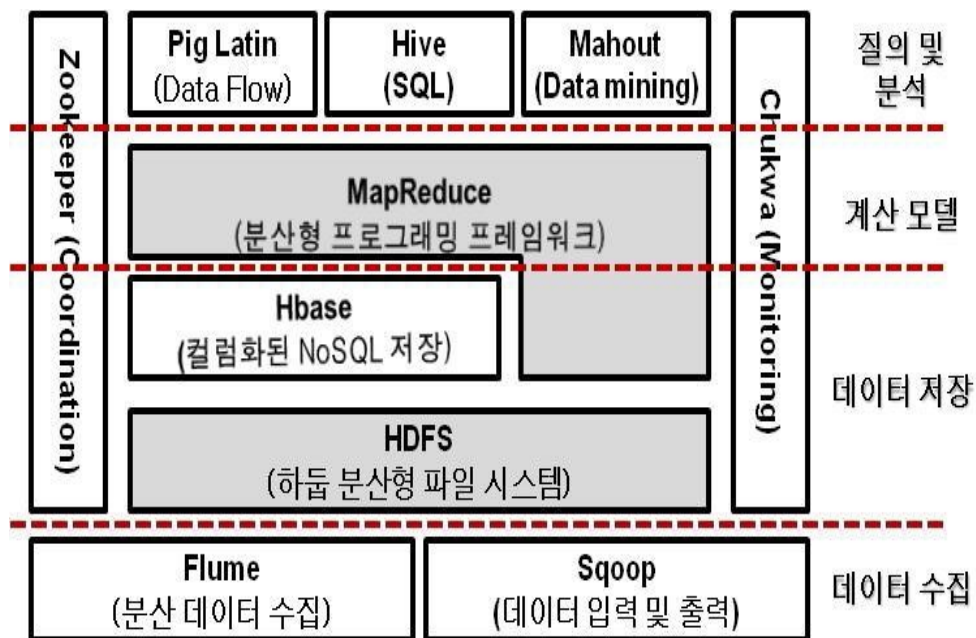 Zookeeper (Coordination)
Pig Latin
(Data Flow)
Hive
(SQL)
Mahout
(Data mining)
Chukwa (Monitoring)
질의 및
분석
MapReduce
(분산형 프로그래밍 프레임워크)
계산 모델
Hbase
(컬럼화된 NoSQL 저장)
데이터 저장
HDFS
(하둡 분산형 파일 시스템)
Flume
(분산 데이터 수집)
Sqoop
(데이터 입력 및 출력)
데이터 수집